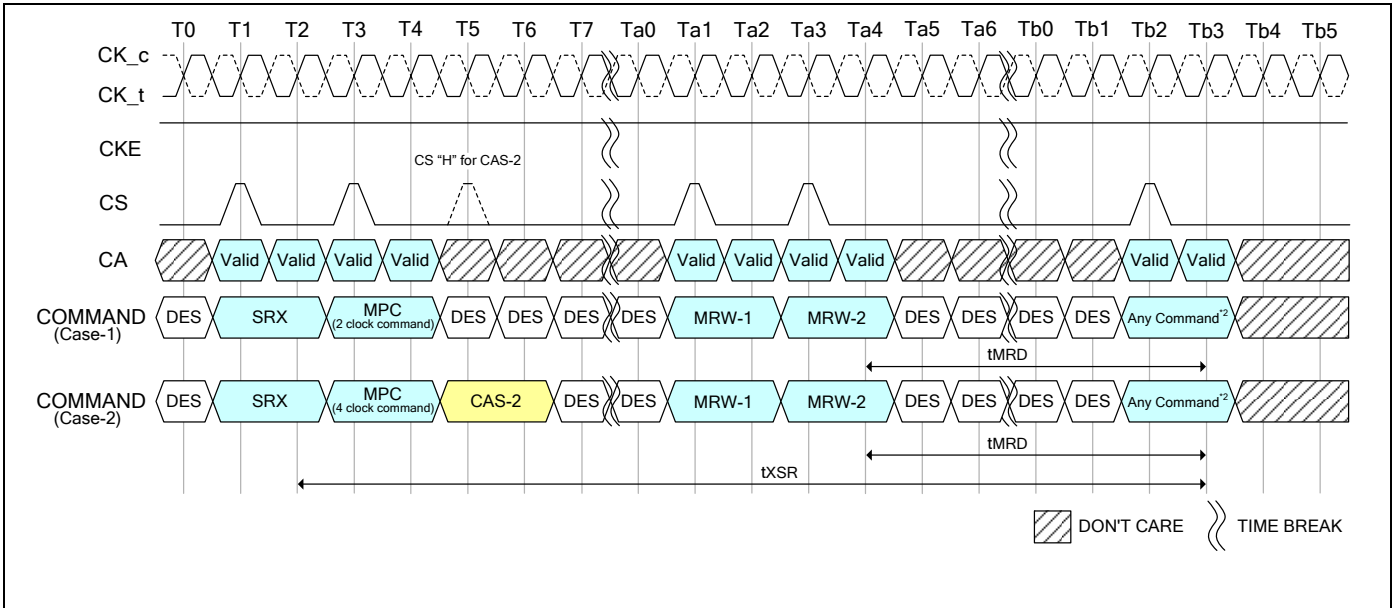 T0 T1 T2 T3 T4 T5 T6 T7 Ta0 Ta1 Ta2 Ta3 Ta4 Ta5 Ta6 Tb0 Tb1 Tb2 Tb3 Tb4 Tb5
CK_c
CK_t
CKE
CS "H" for CAS-2
CS
CA Valid Valid Valid Valid Valid Valid Valid Valid Valid Valid
COMMAND (Case-1) DES SRX MPC (2 clock command) DES DES DES DES MRW-1 MRW-2 DES DES DES DES Any Command*2
tMRD
COMMAND (Case-2) DES SRX MPC (4 clock command) CAS-2 DES DES MRW-1 MRW-2 DES DES DES DES Any Command*2
tMRD
tXSR
DON'T CARE TIME BREAK